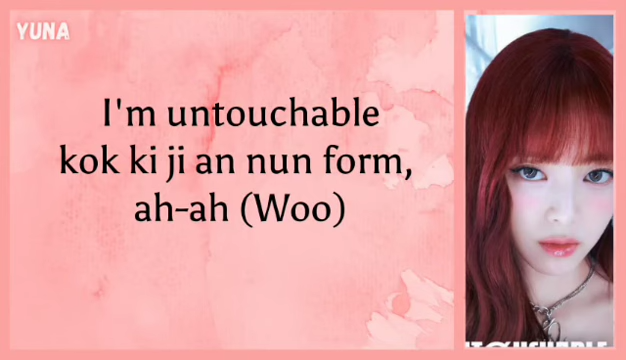 YUNA
I'm untouchable
kok ki ji an nun form,
ah-ah (Woo)